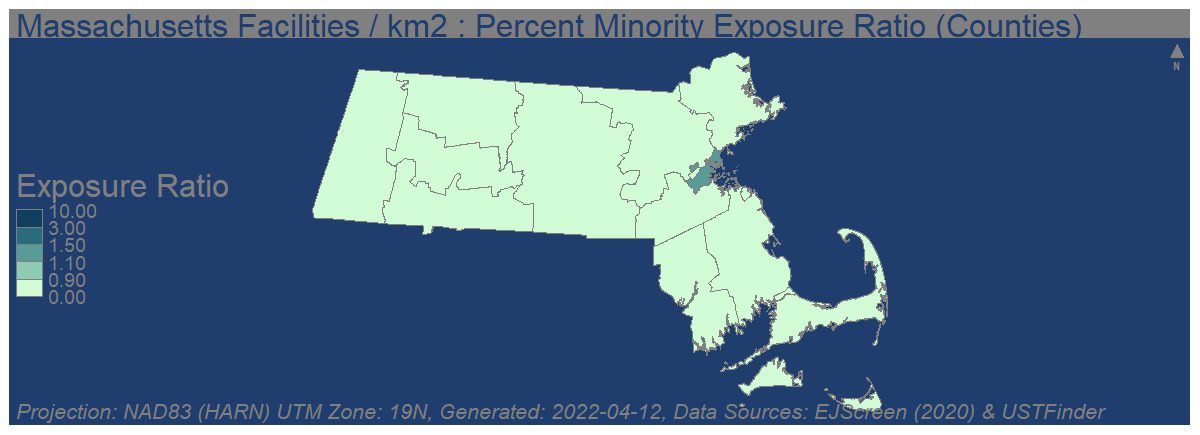 Massachusetts Facilities / km2 : Percent Minority Exposure Ratio (Counties)
N
Exposure Ratio
10.00
3.00
1.50
1.10
0.90
0.00
Projection: NAD83 (HARN) UTM Zone: 19N, Generated: 2022-04-12, Data Sources: EJScreen (2020) & USTFinder